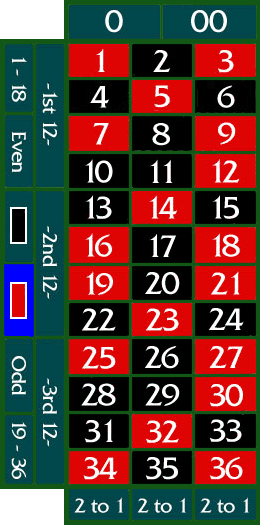 0 00
1 2 3
4 5 6
7 8 9
10 11 12
13 14 15
16 17 18
19 20 21
22 23 24
25 26 27
28 29 30
31 32 33
34 35 36
2 to 1 2 to 1 2 to 1
-1st 12-
-2nd 12-
-3rd 12-
1 - 18
Even
Odd
19 - 36